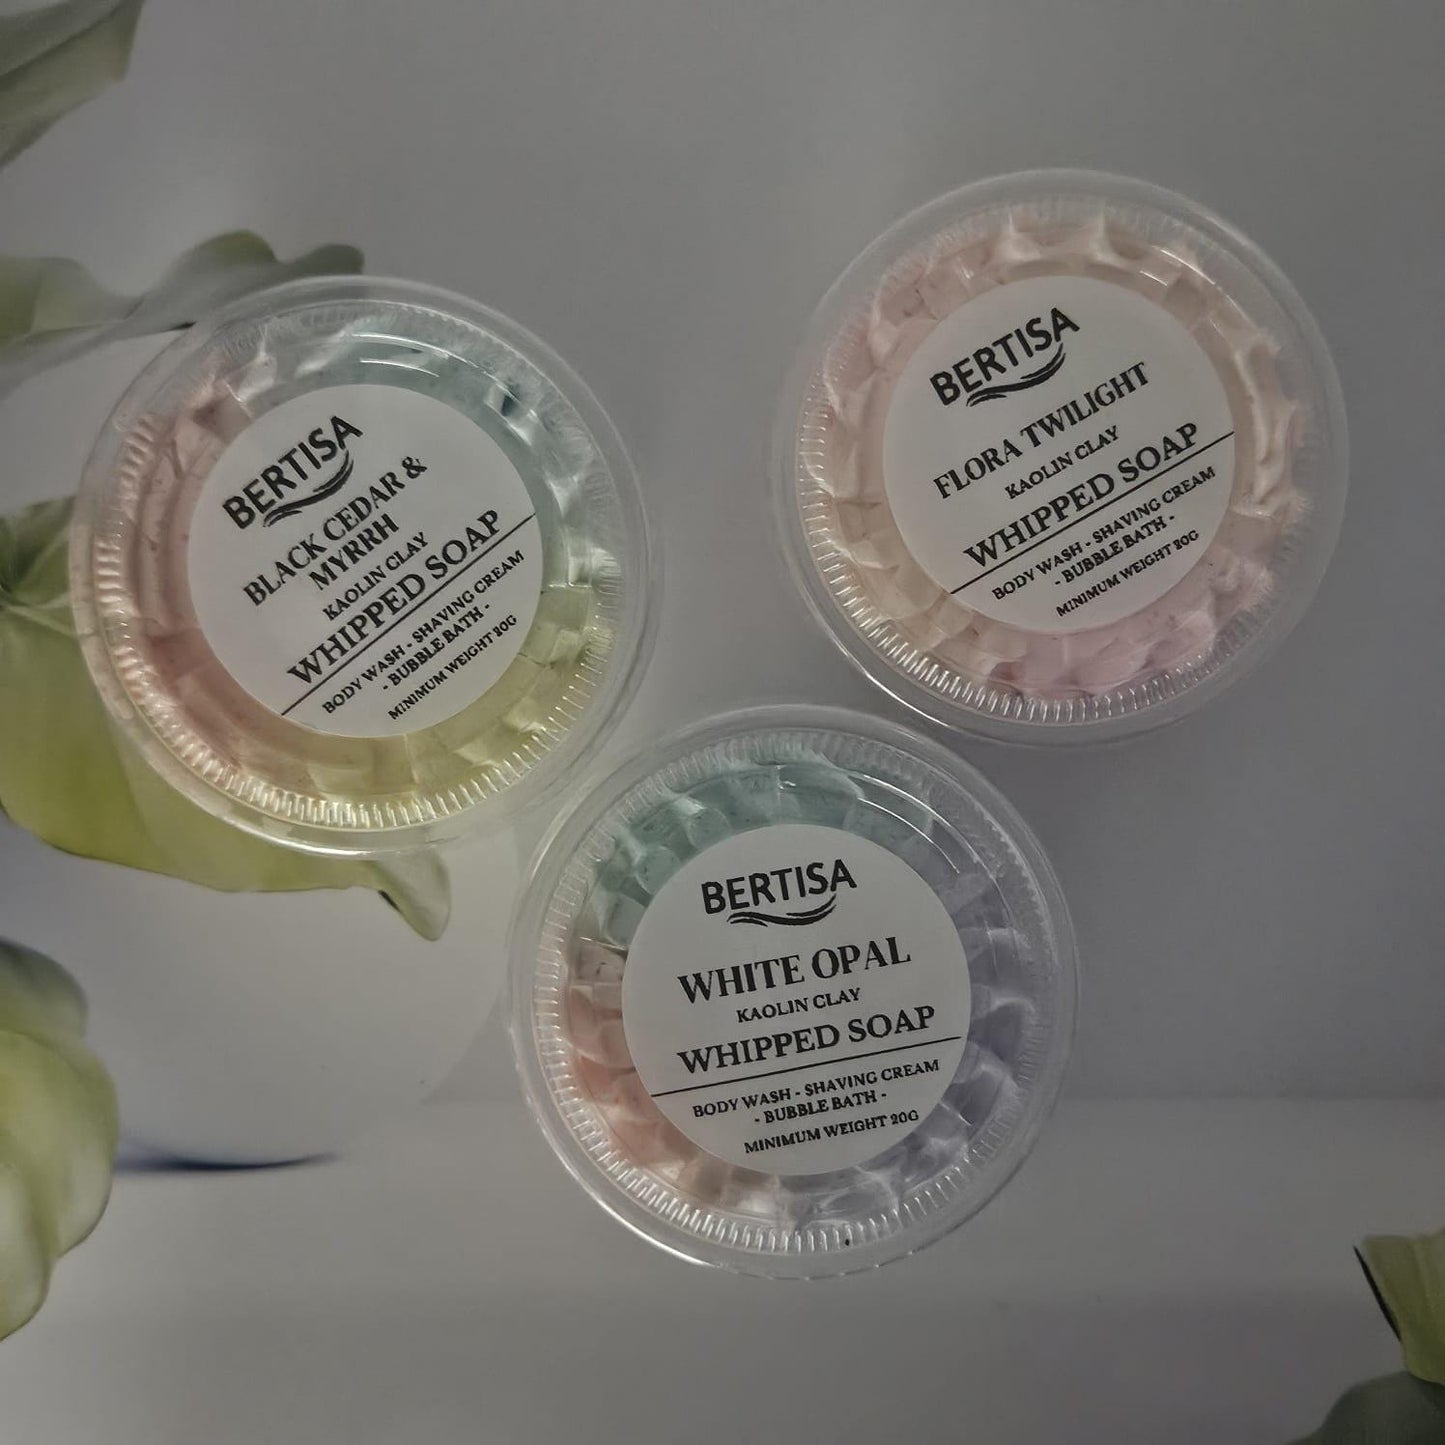 BERTISA
BLACK CEDAR &
MYRRH
KAOLIN CLAY
WHIPPED SOAP
BODY WASH - SHAVING CREAM
- BUBBLE BATH -
MINIMUM WEIGHT 20G
BERTISA
FLORA TWILIGHT
KAOLIN CLAY
WHIPPED SOAP
BODY WASH - SHAVING CREAM
- BUBBLE BATH -
MINIMUM WEIGHT 20G
BERTISA
WHITE OPAL
KAOLIN CLAY
WHIPPED SOAP
BODY WASH - SHAVING CREAM
- BUBBLE BATH -
MINIMUM WEIGHT 20G